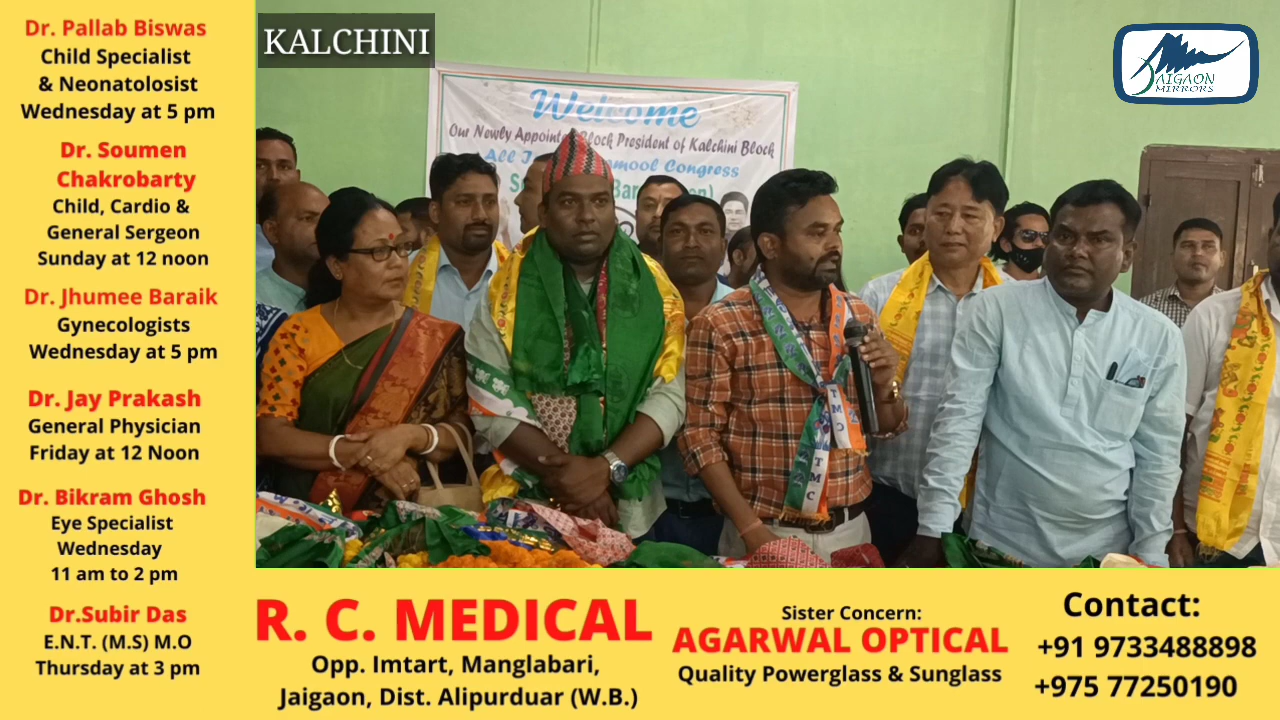 Dr. Pallab Biswas
Child Specialist
& Neonatolosist
Wednesday at 5 pm
Dr. Soumen
Chakrobarty
Child, Cardio &
General Sergeon
Sunday at 12 noon
Dr. Jhumee Baraik
Gynecologists
Wednesday at 5 pm
Dr. Jay Prakash
General Physician
Friday at 12 Noon
Dr. Bikram Ghosh
Eye Specialist
Wednesday
11 am to 2 pm
Dr.Subir Das
E.N.T. (M.S) M.O
Thursday at 3 pm
KALCHINI
Welcome
Our Newly Appointe Block President of Kalchini Block
All Congress
JAIGAON
MIRRORS
TMC
TMC
R. C. MEDICAL
Opp. Imtart, Manglabari,
Jaigaon, Dist. Alipurduar (W.B.)
Sister Concern:
AGARWAL OPTICAL
Quality Powerglass & Sunglass
Contact:
+91 9733488898
+975 77250190